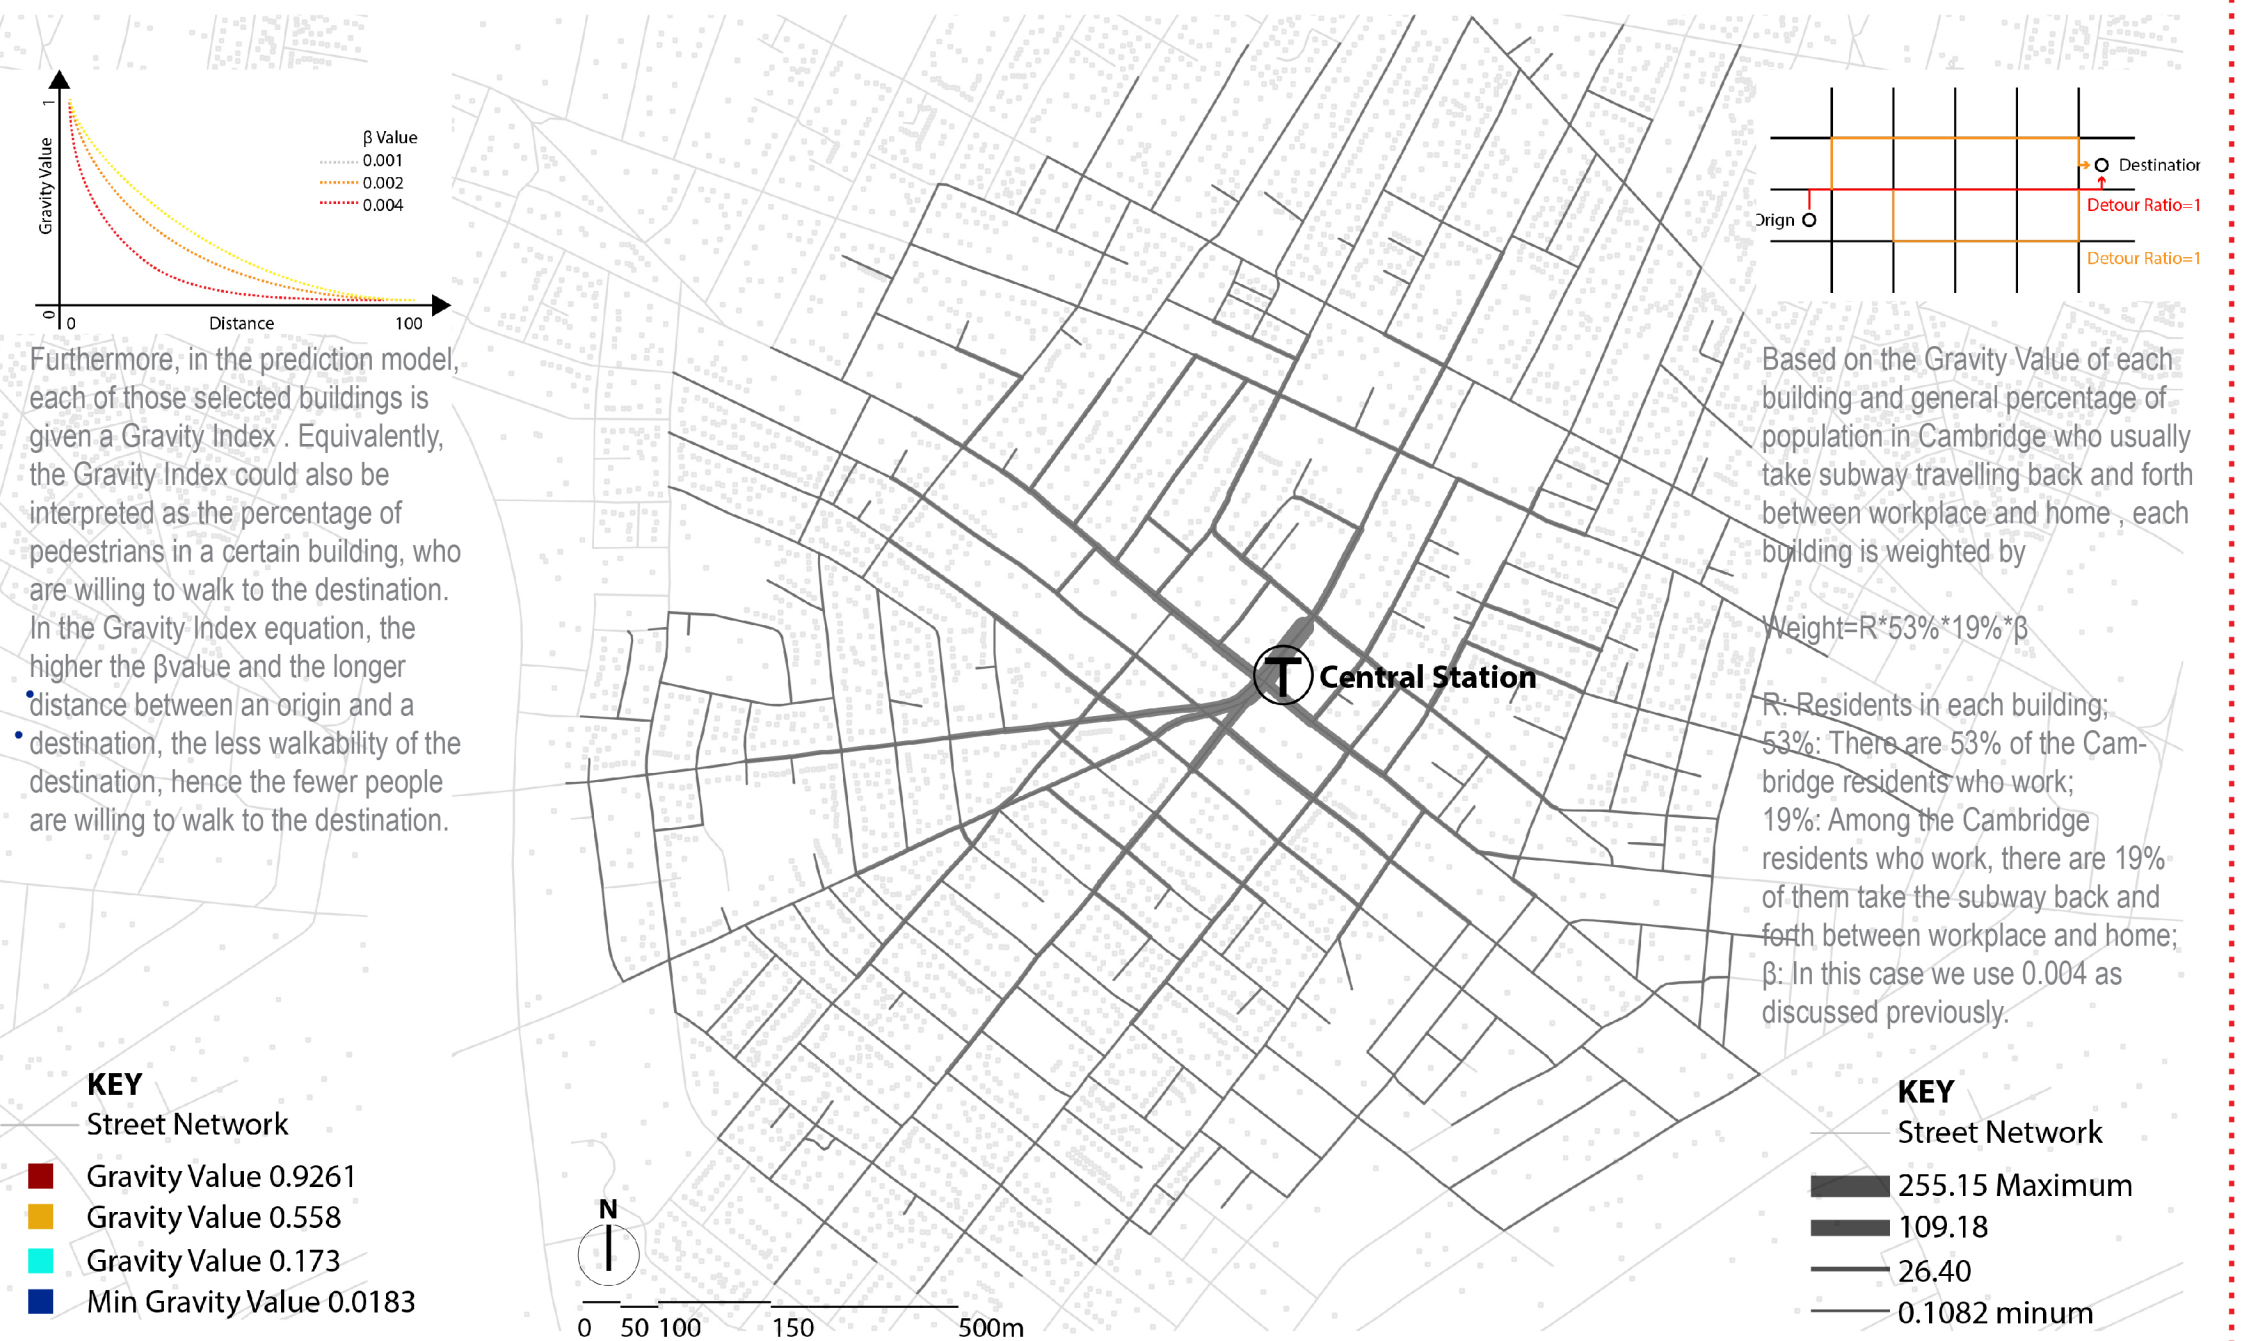 Gravity Value
1
0
0
Distance
100
β Value
0.001
0.002
0.004
Furthermore, in the prediction model,
each of those selected buildings is
given a Gravity Index . Equivalently,
the Gravity Index could also be
interpreted as the percentage of
pedestrians in a certain building, who
are willing to walk to the destination.
In the Gravity Index equation, the
higher the βvalue and the longer
distance between an origin and a
destination, the less walkability of the
destination, hence the fewer people
are willing to walk to the destination.
KEY
Street Network
Gravity Value 0.9261
Gravity Value 0.558
Gravity Value 0.173
Min Gravity Value 0.0183
N
0 50 100 150 500m
T Central Station
Destination
Detour Ratio=1
Orign
Detour Ratio=1
Based on the Gravity Value of each
building and general percentage of
population in Cambridge who usually
take subway travelling back and forth
between workplace and home , each
building is weighted by
Weight=R*53%*19%*β
R: Residents in each building;
53%: There are 53% of the Cam-
bridge residents who work;
19%: Among the Cambridge
residents who work, there are 19%
of them take the subway back and
forth between workplace and home;
β: In this case we use 0.004 as
discussed previously.
KEY
Street Network
255.15 Maximum
109.18
26.40
0.1082 minum